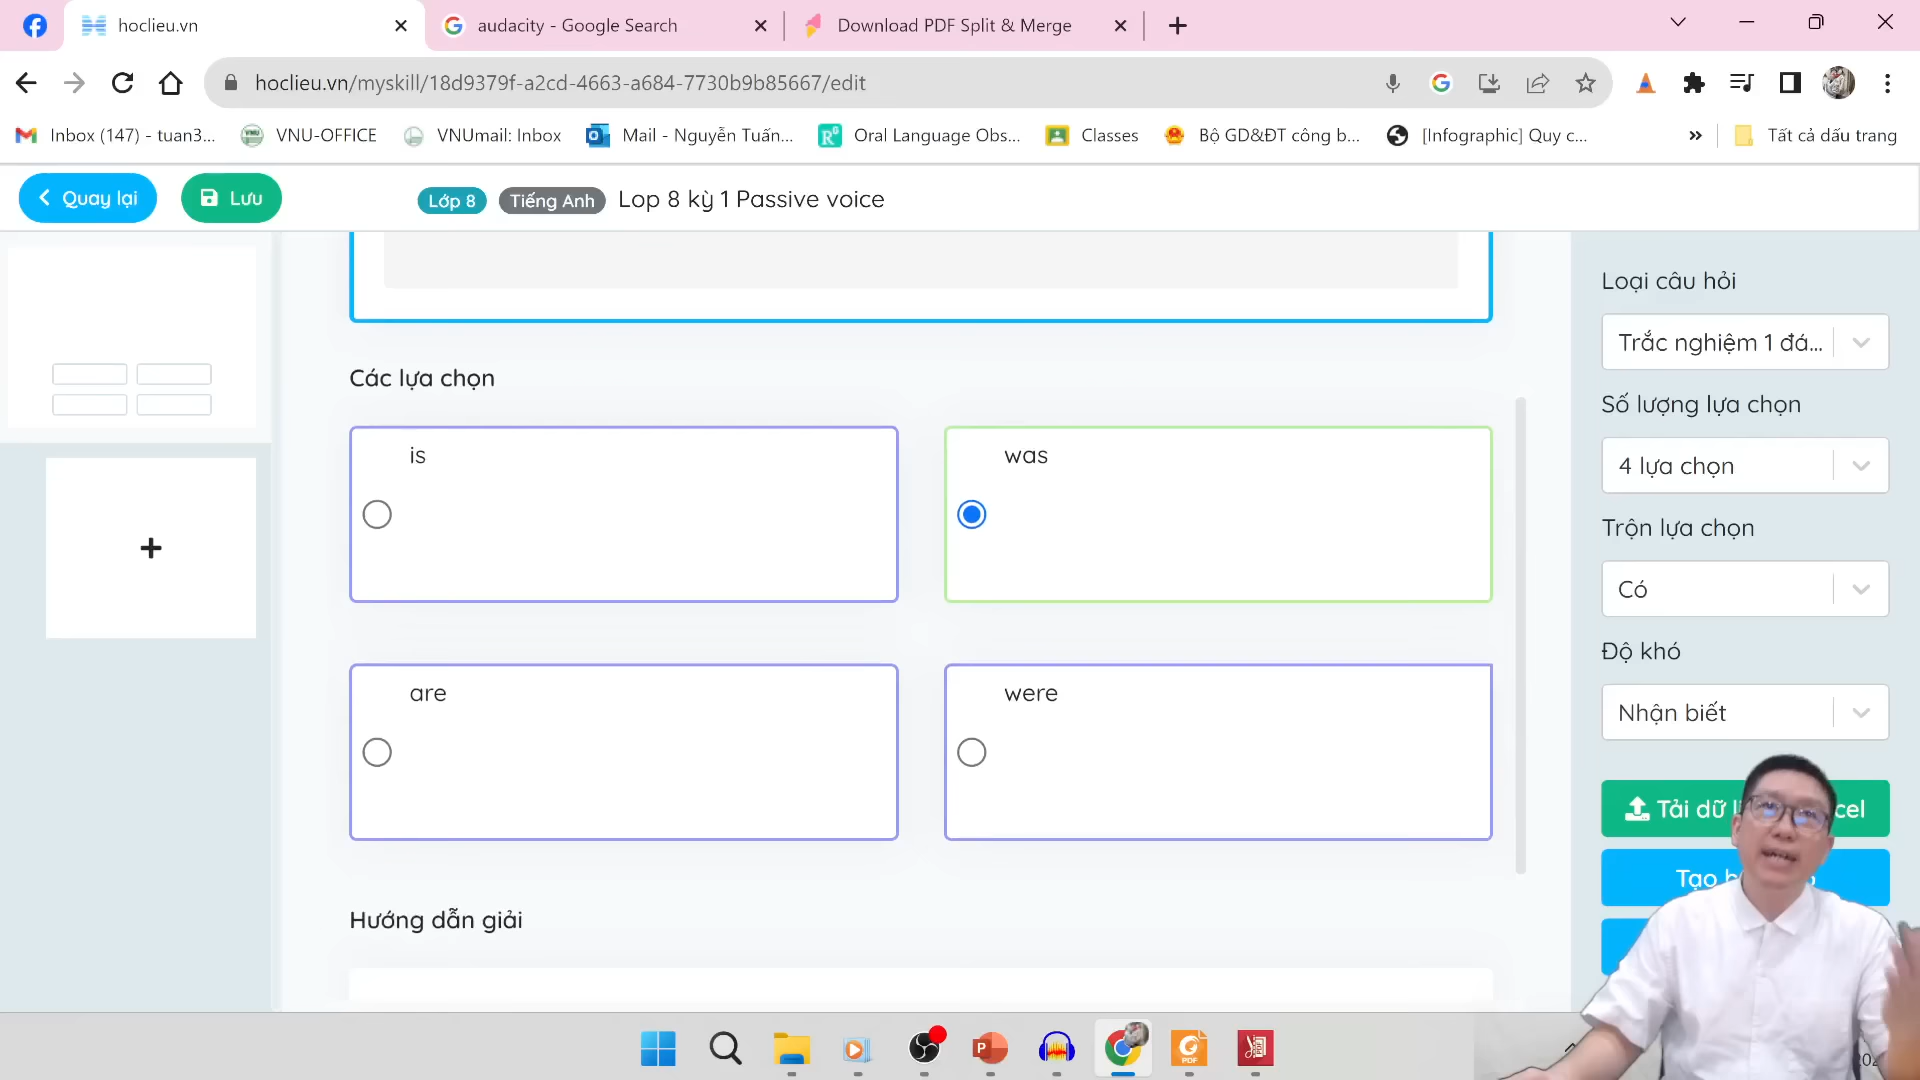 hoclieu.vn
audacity - Google Search
Download PDF Split & Merge
hoclieu.vn/myskill/18d9379f-a2cd-4663-a684-7730b9b85667/edit
Inbox (147) - tuan3...
VNU-OFFICE
VNUmail: Inbox
Mail - Nguyễn Tuấn...
Oral Language Obs...
Classes
Bộ GD&ĐT công b...
[Infographic] Quy c...
Tất cả dấu trang
Quay lại
Lưu
Lớp 8
Tiếng Anh
Lop 8 kỳ 1 Passive voice
Loại câu hỏi
Trắc nghiệm 1 đá...
Số lượng lựa chọn
4 lựa chọn
Trộn lựa chọn
Có
Độ khó
Nhận biết
Tải dữ
Tạo
Các lựa chọn
is
was
are
were
Hướng dẫn giải